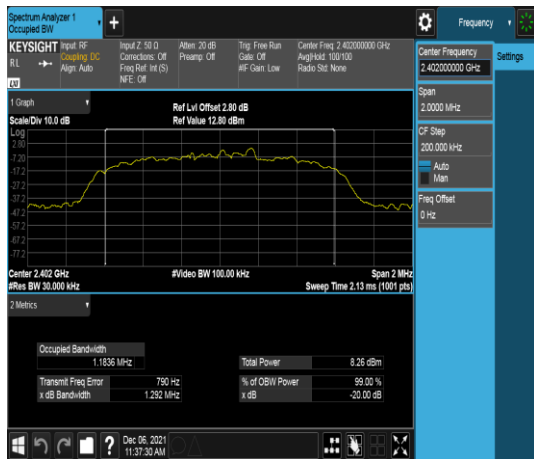 Spectrum Analyzer 1
Occupied BW
+
Frequency
KEYSIGHT
RL
LXI
Input: RF
Coupling: DC
Align: Auto
Input Z: 50 Ω
Corrections: Off
Freq Ref: Int (S)
NFE: Off
Atten: 20 dB
Preamp: Off
Trig: Free Run
Gate: Off
#IF Gain: Low
Center Freq: 2.402000000 GHz
Avg|Hold: 100/100
Radio Std: None
Center Frequency
2.402000000 GHz
Settings
Span
2.0000 MHz
CF Step
200.000 kHz
Auto
Man
Freq Offset
0 Hz
1 Graph
Scale/Div 10.0 dB
Ref Lvl Offset 2.80 dB
Ref Value 12.80 dBm
Log
2.80
-7.20
-17.2
-27.2
-37.2
-47.2
-57.2
-67.2
-77.2
Center 2.402 GHz
#Video BW 100.00 kHz
Span 2 MHz
#Res BW 30.000 kHz
Sweep Time 2.13 ms (1001 pts)
2 Metrics
Occupied Bandwidth
1.1836 MHz
Total Power
8.26 dBm
Transmit Freq Error
790 Hz
% of OBW Power
99.00 %
x dB Bandwidth
1.292 MHz
x dB
-20.00 dB
?
Dec 06, 2021
11:37:30 AM